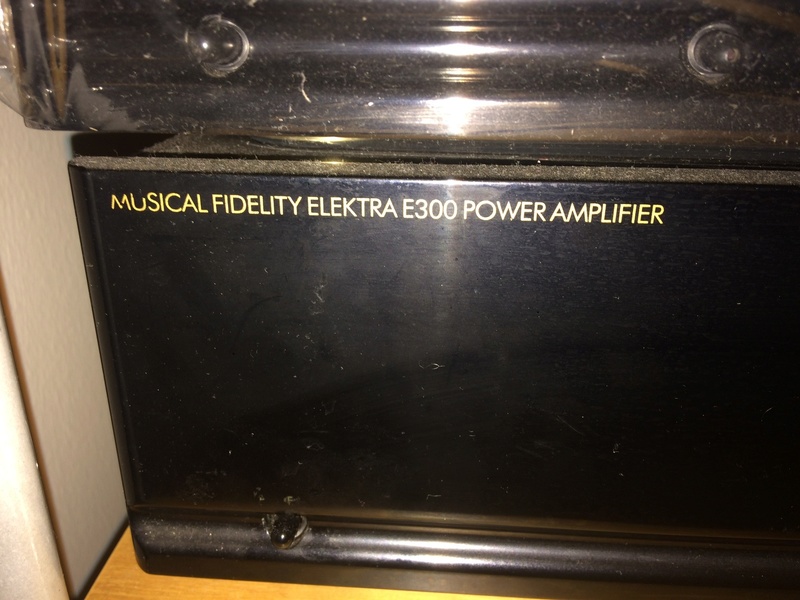 MUSICAL FIDELITY ELEKTRA E300 POWER AMPLIFIER